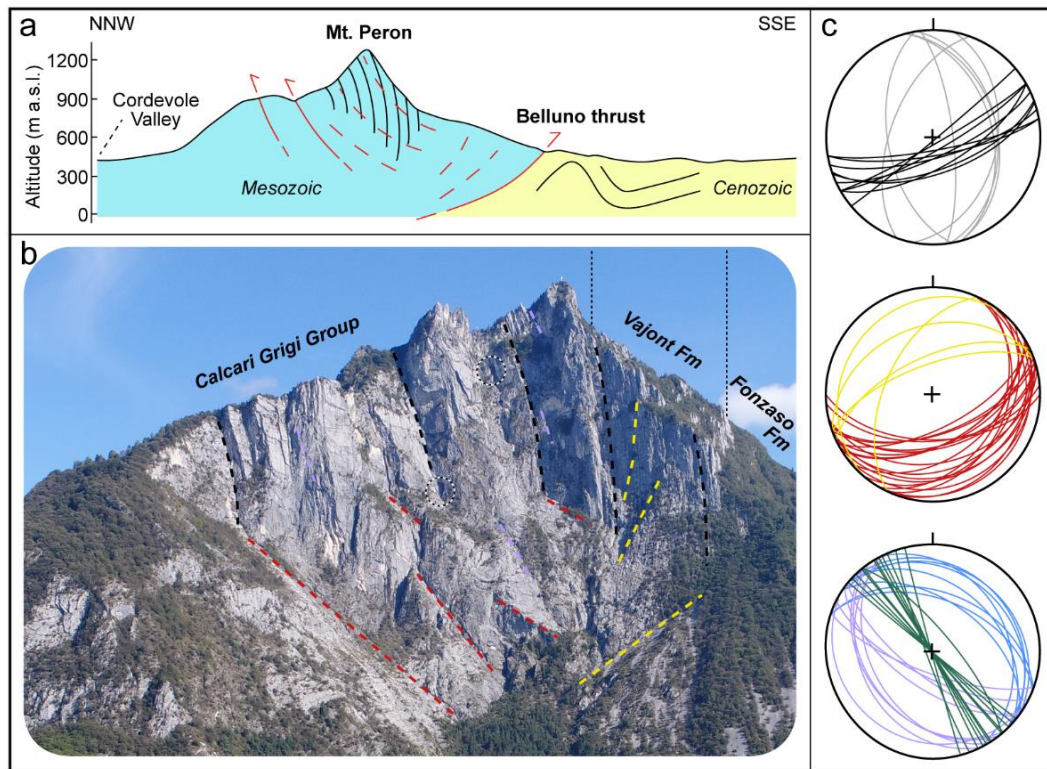 a
NNW
SSE
Mt. Peron
Altitude (m a.s.l.)
1200
900
600
300
0
Cordevole
Valley
Belluno thrust
Mesozoic
Cenozoic
b
Calcari Grigi Group
Vajont Fm
Fonzaso
Fm
c